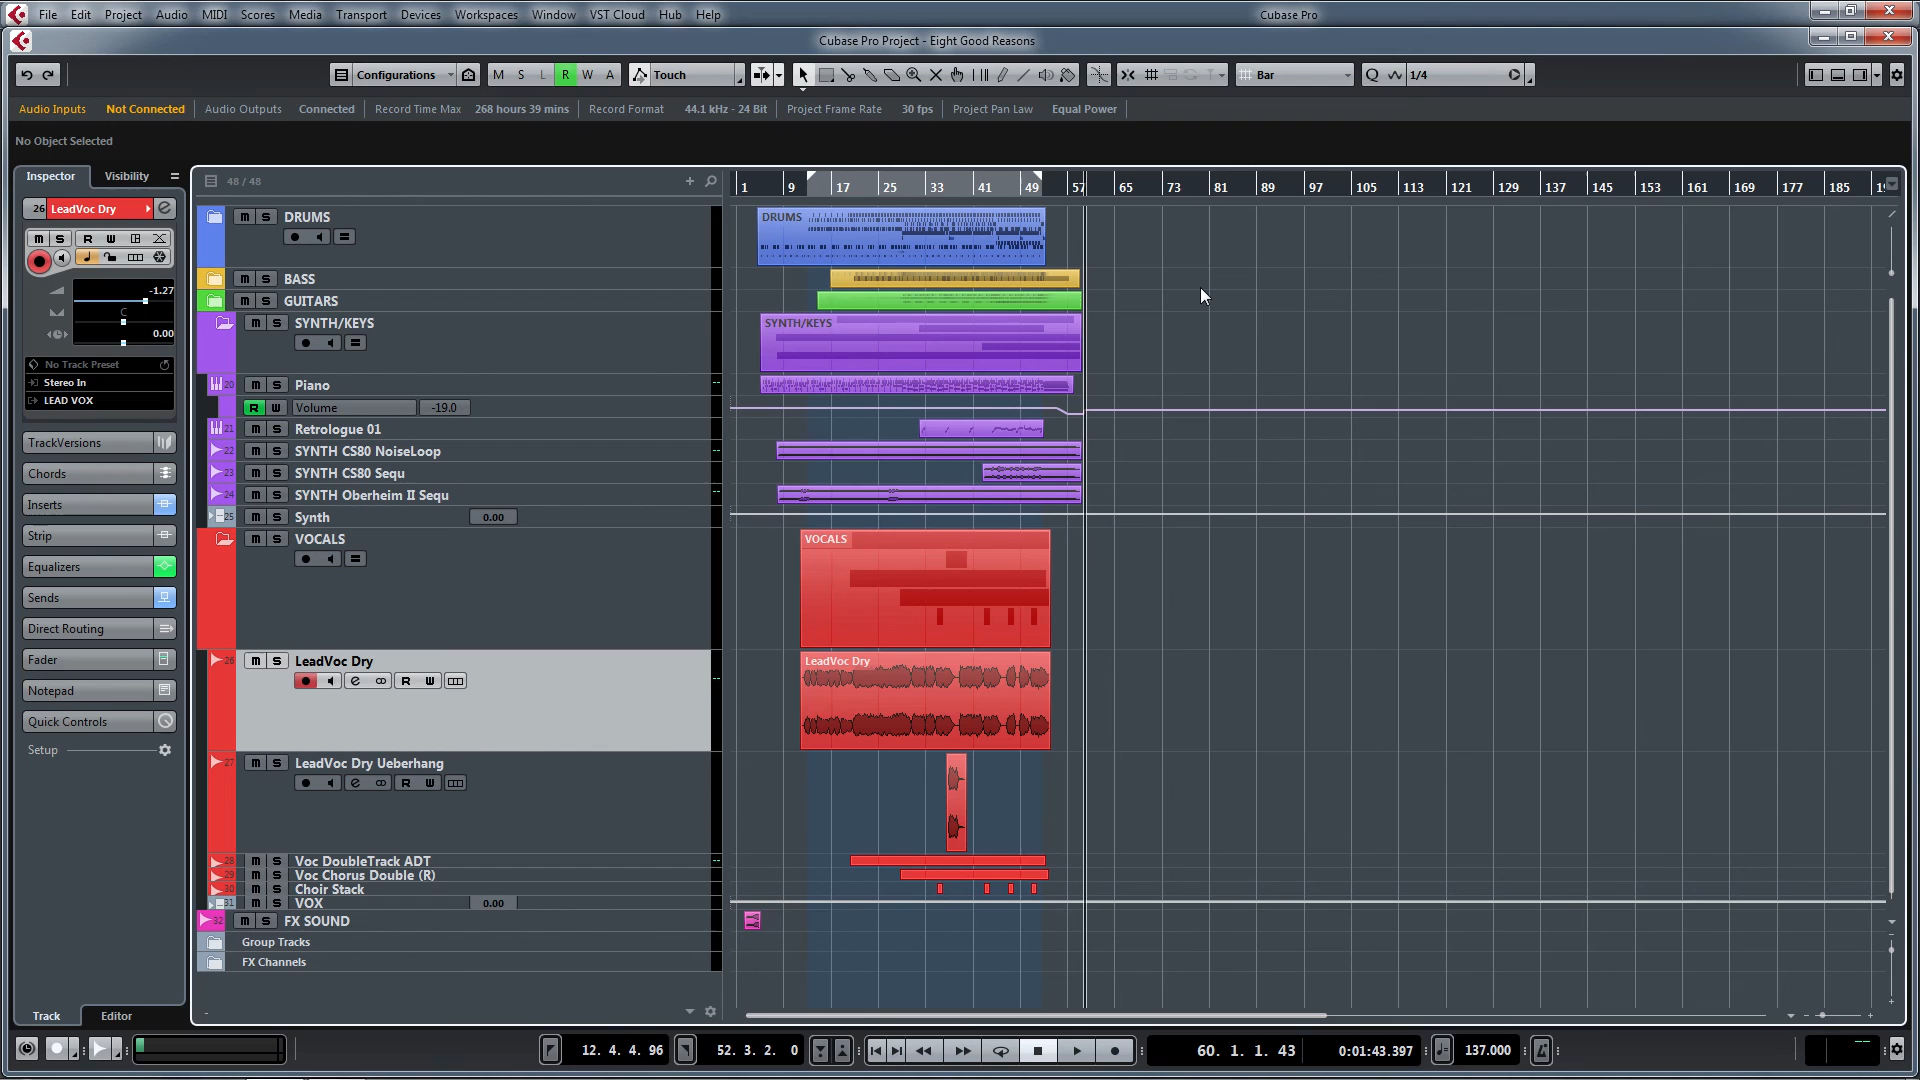 File Edit Project Audio MIDI Scores Media Transport Devices Workspaces Window VST Cloud Hub Help Cubase Pro
Cubase Pro Project - Eight Good Reasons
Configurations M S L R W A Touch Bar Q 1/4
Audio Inputs Not Connected Audio Outputs Connected Record Time Max 268 hours 39 mins Record Format 44.1 kHz - 24 Bit Project Frame Rate 30 fps Project Pan Law Equal Power
No Object Selected
Inspector Visibility
48 / 48
1 9 17 25 33 41 49 57 65 73 81 89 97 105 113 121 129 137 145 153 161 169 177 185
26 LeadVoc Dry e
m S R W
-1.27
C
0.00
No Track Preset
Stereo In
LEAD VOX
TrackVersions
Chords
Inserts
Strip
Equalizers
Sends
Direct Routing
Fader
Notepad
Quick Controls
Setup
Track Editor
m S DRUMS
m S BASS
m S GUITARS
m S SYNTH/KEYS
20 m S Piano
R W Volume -19.0
21 m S Retrologue 01
22 m S SYNTH CS80 NoiseLoop
23 m S SYNTH CS80 Sequ
24 m S SYNTH Oberheim II Sequ
25 m S Synth 0.00
m S VOCALS
26 m S LeadVoc Dry
e R W
27 m S LeadVoc Dry Ueberhang
e R W
28 m S Voc DoubleTrack ADT
29 m S Voc Chorus Double (R)
30 m S Choir Stack
31 m S VOX 0.00
32 m S FX SOUND
Group Tracks
FX Channels
DRUMS
SYNTH/KEYS
VOCALS
LeadVoc Dry
12. 4. 4. 96 52. 3. 2. 0 60. 1. 1. 43 0:01:43.397 137.000